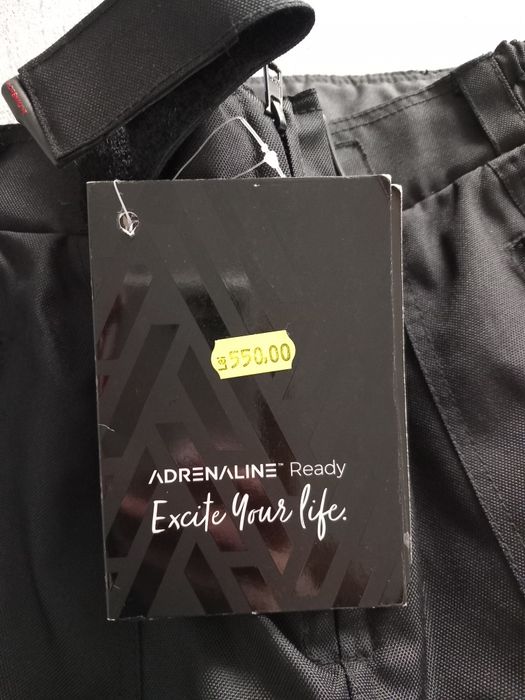 550,00
ADRENALINE™ Ready
Excite Your life.